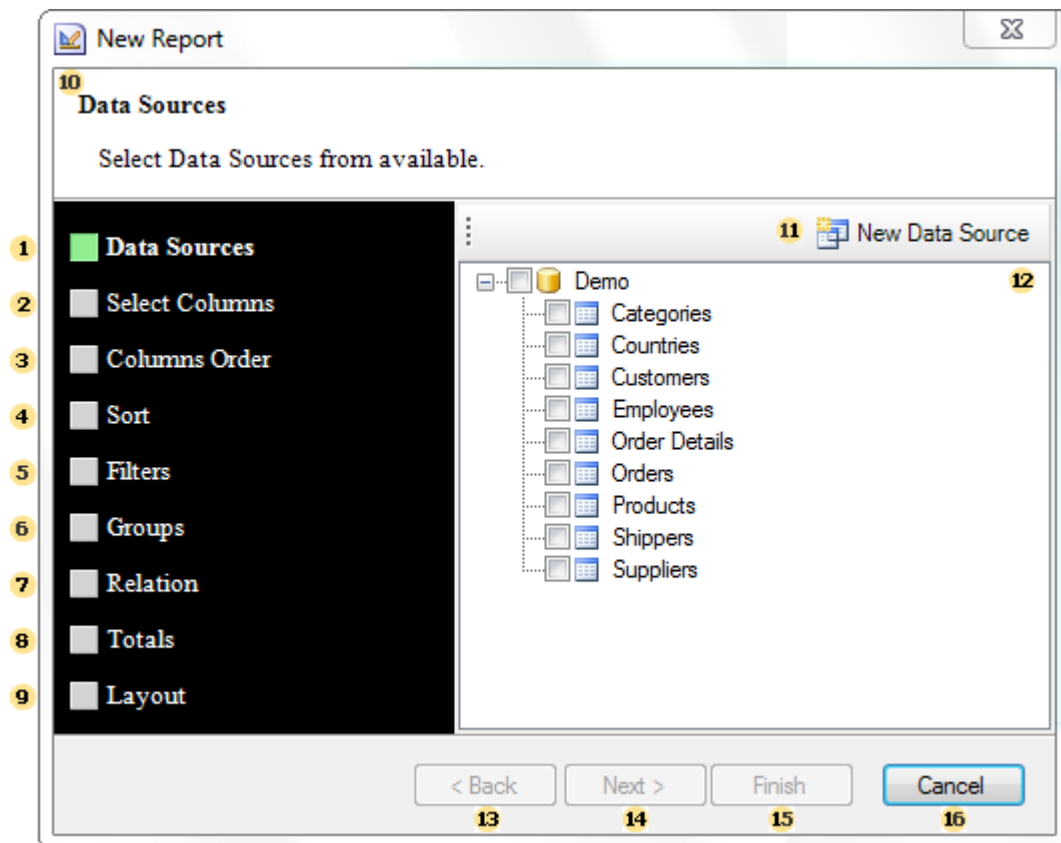 New Report
10
Data Sources
Select Data Sources from available.
1 Data Sources
2 Select Columns
3 Columns Order
4 Sort
5 Filters
6 Groups
7 Relation
8 Totals
9 Layout
11 New Data Source
Demo 12
Categories
Countries
Customers
Employees
Order Details
Orders
Products
Shippers
Suppliers
< Back Next > Finish Cancel
13 14 15 16